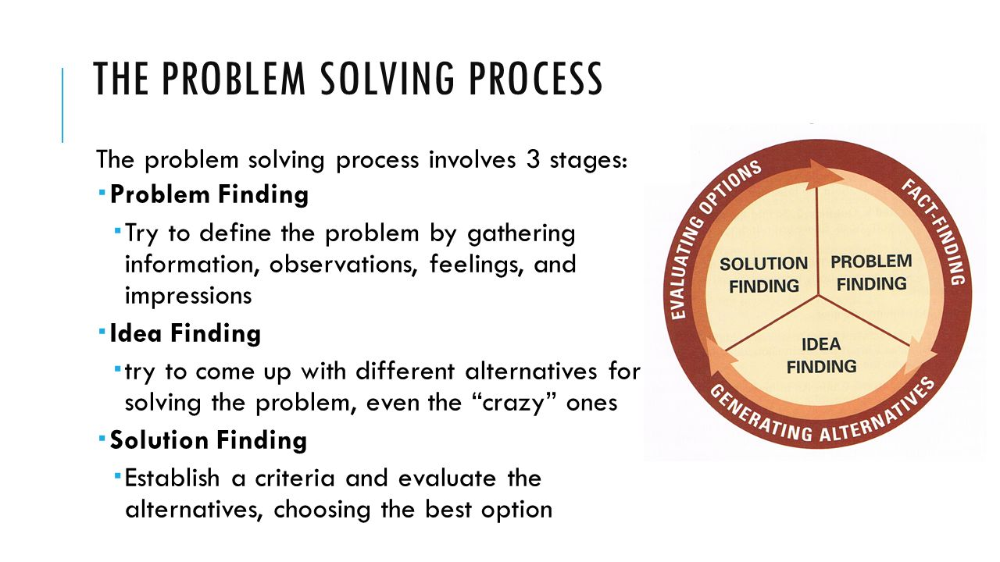 THE PROBLEM SOLVING PROCESS
The problem solving process involves 3 stages:
Problem Finding
Try to define the problem by gathering
information, observations, feelings, and
impressions
Idea Finding
try to come up with different alternatives for
solving the problem, even the “crazy” ones
Solution Finding
Establish a criteria and evaluate the
alternatives, choosing the best option
EVALUATING OPTIONS
FACT-FINDING
GENERATING ALTERNATIVES
SOLUTION
FINDING
PROBLEM
FINDING
IDEA
FINDING